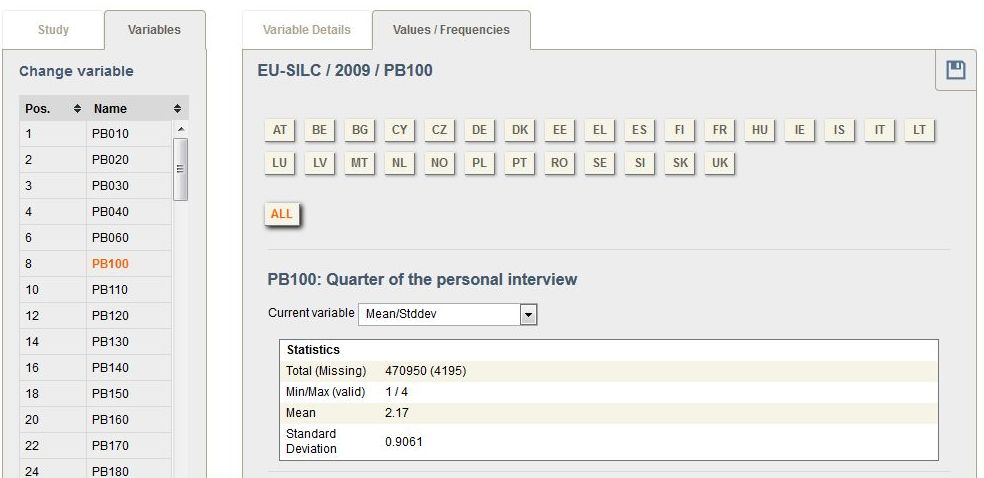 Study Variables
Change variable
Pos. Name
1 PB010
2 PB020
3 PB030
4 PB040
6 PB060
8 PB100
10 PB110
12 PB120
14 PB130
16 PB140
18 PB150
20 PB160
22 PB170
24 PB180
Variable Details Values / Frequencies
EU-SILC / 2009 / PB100
AT BE BG CY CZ DE DK EE EL ES FI FR HU IE IS IT LT
LU LV MT NL NO PL PT RO SE SI SK UK
ALL
PB100: Quarter of the personal interview
Current variable Mean/Stddev
Statistics
Total (Missing) 470950 (4195)
Min/Max (valid) 1 / 4
Mean 2.17
Standard
Deviation 0.9061